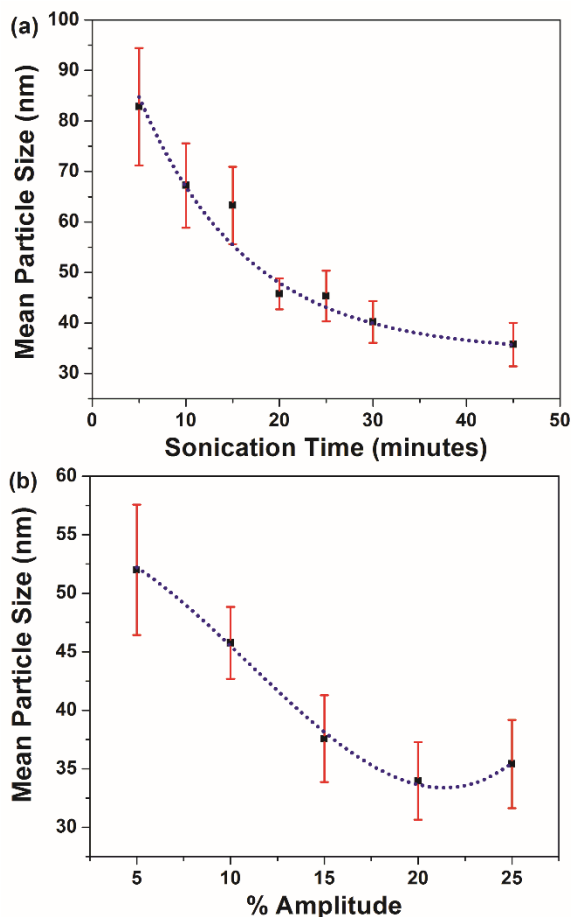 (a)
Mean Particle Size (nm)
100
90
80
70
60
50
40
30
0 10 20 30 40 50
Sonication Time (minutes)
(b)
Mean Particle Size (nm)
60
55
50
45
40
35
30
5 10 15 20 25
% Amplitude